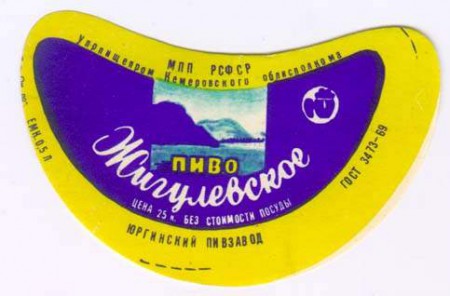 МПП РСФСР
Упрпищепром Кемеровского облисполкома
ЕМК. 0,5 л
ПИВО
Жигулевское
ЦЕНА 25 к. БЕЗ СТОИМОСТИ ПОСУДЫ
ГОСТ 3473-69
ЮРГИНСКИЙ ПИВЗАВОД